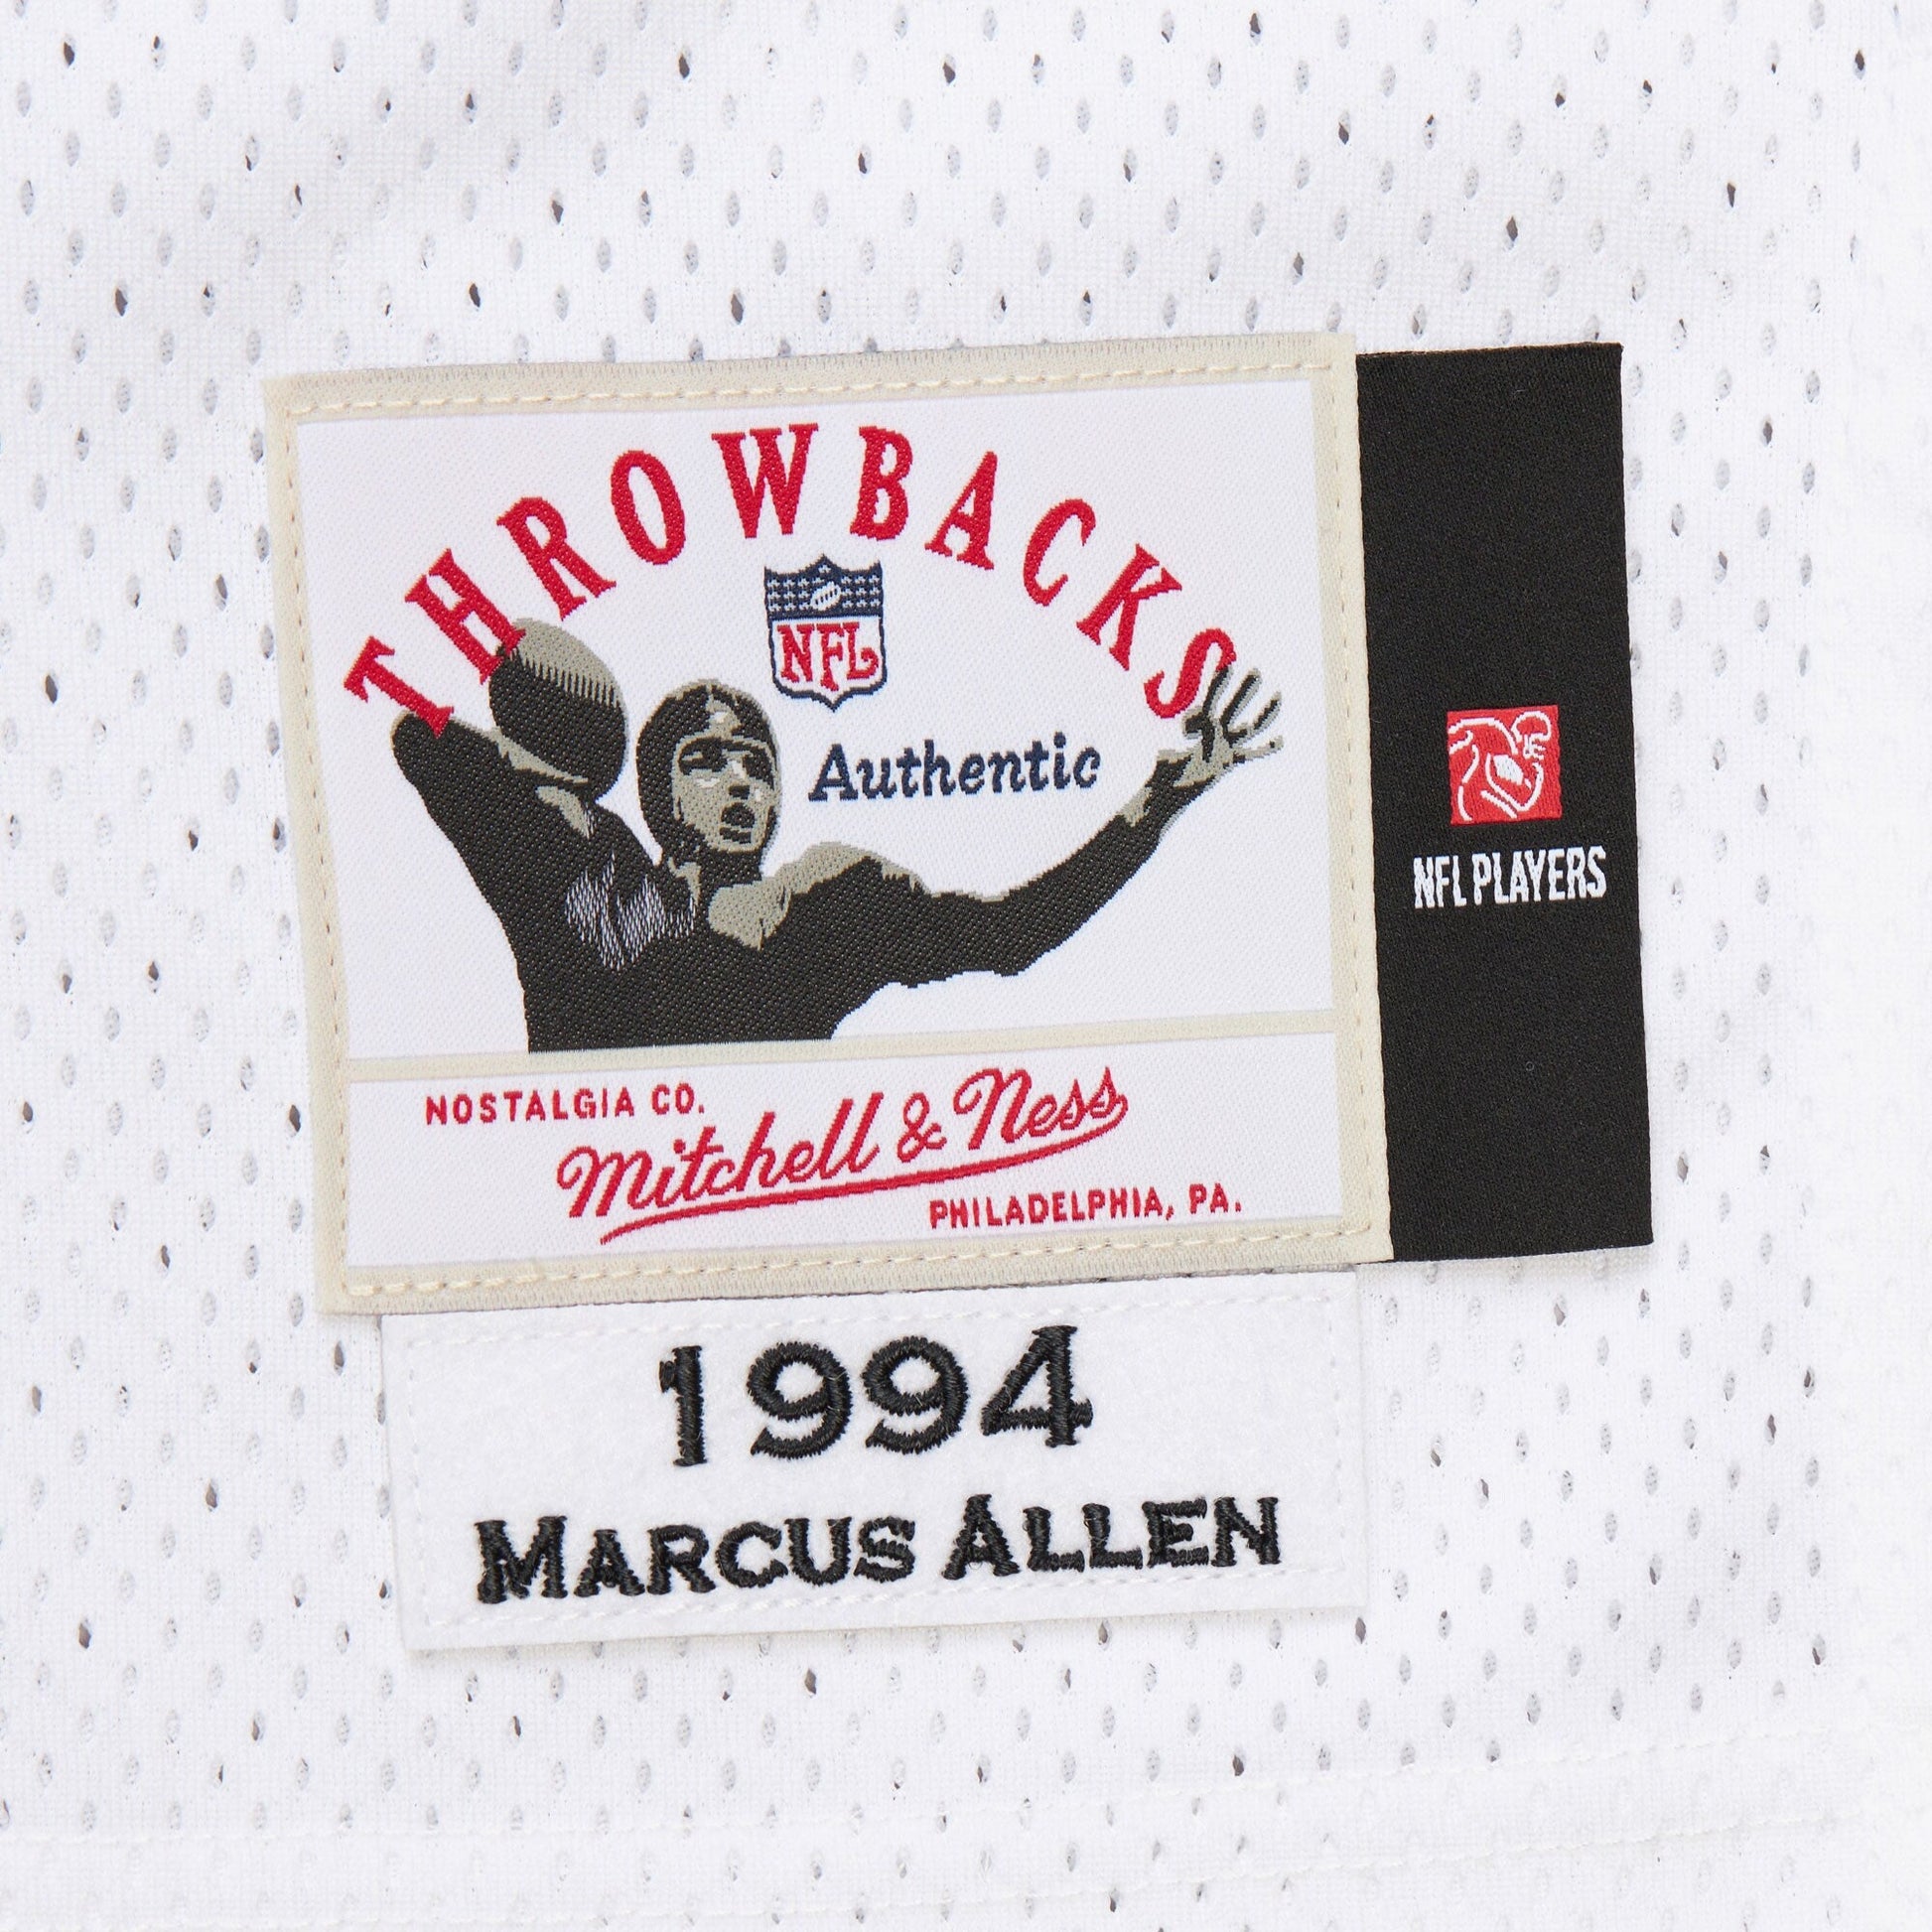 THROWBACKS
NFL
Authentic
NOSTALGIA CO.
Mitchell & Ness
PHILADELPHIA, PA.
NFL PLAYERS
1994
MARCUS ALLEN